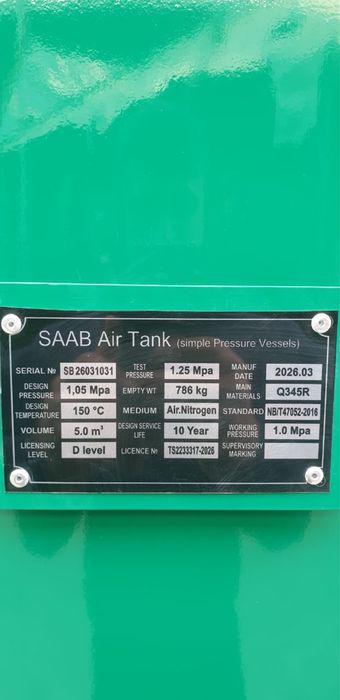 SAAB Air Tank (simple Pressure Vessels)
SERIAL № SB26031031 TEST PRESSURE 1.25 Mpa MANUF DATE 2026.03
DESIGN PRESSURE 1,05 Mpa EMPTY WT 786 kg MAIN MATERIALS Q345R
DESIGN TEMPERATURE 150 °C MEDIUM Air.Nitrogen STANDARD NB/T47052-2016
VOLUME 5.0 m³ DESIGN SERVICE LIFE 10 Year WORKING PRESSURE 1.0 Mpa
LICENSING LEVEL D level LICENCE № TS2233317-2026 SUPERVISORY MARKING